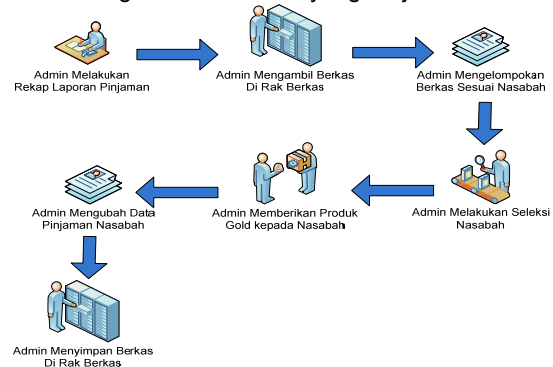 Admin Melakukan
Rekap Laporan Pinjaman
Admin Mengambil Berkas
Di Rak Berkas
Admin Mengelompokan
Berkas Sesuai Nasabah
Admin Melakukan Seleksi
Nasabah
Admin Memberikan Produk
Gold kepada Nasabah
Admin Mengubah Data
Pinjaman Nasabah
Admin Menyimpan Berkas
Di Rak Berkas